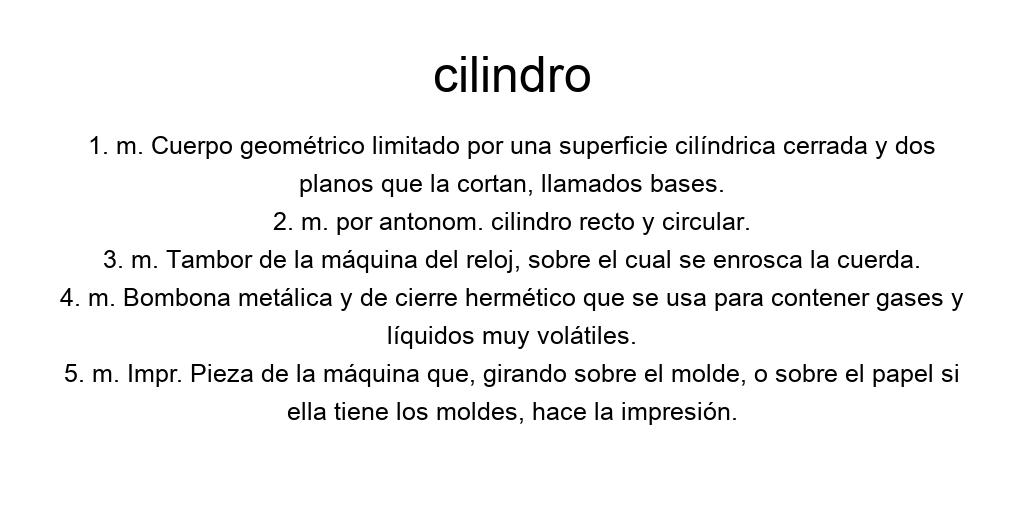 cilindro
1. m. Cuerpo geométrico limitado por una superficie cilíndrica cerrada y dos
planos que la cortan, llamados bases.
2. m. por antonom. cilindro recto y circular.
3. m. Tambor de la máquina del reloj, sobre el cual se enrosca la cuerda.
4. m. Bombona metálica y de cierre hermético que se usa para contener gases y
líquidos muy volátiles.
5. m. Impr. Pieza de la máquina que, girando sobre el molde, o sobre el papel si
ella tiene los moldes, hace la impresión.